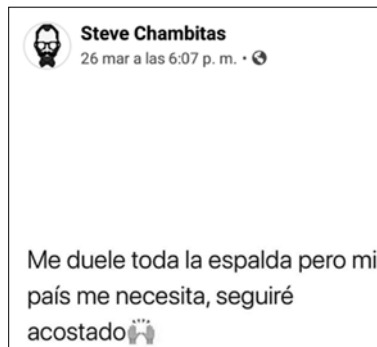 Steve Chambitas
26 mar a las 6:07 p. m. •
Me duele toda la espalda pero mi
país me necesita, seguiré
acostado🙌